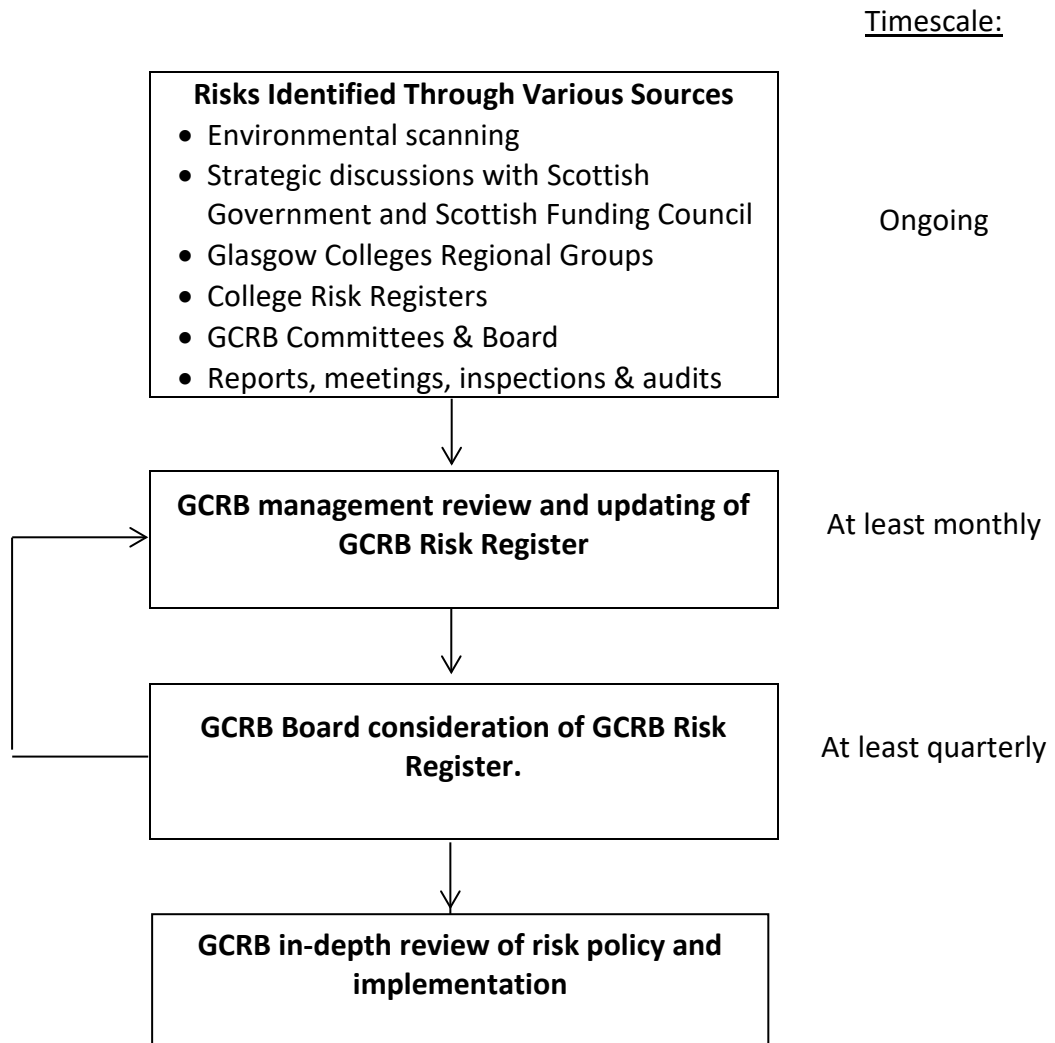 Timescale:
Risks Identified Through Various Sources
• Environmental scanning
• Strategic discussions with Scottish
Government and Scottish Funding Council
• Glasgow Colleges Regional Groups
• College Risk Registers
• GCRB Committees & Board
• Reports, meetings, inspections & audits
Ongoing
GCRB management review and updating of
GCRB Risk Register
At least monthly
GCRB Board consideration of GCRB Risk
Register.
At least quarterly
GCRB in-depth review of risk policy and
implementation